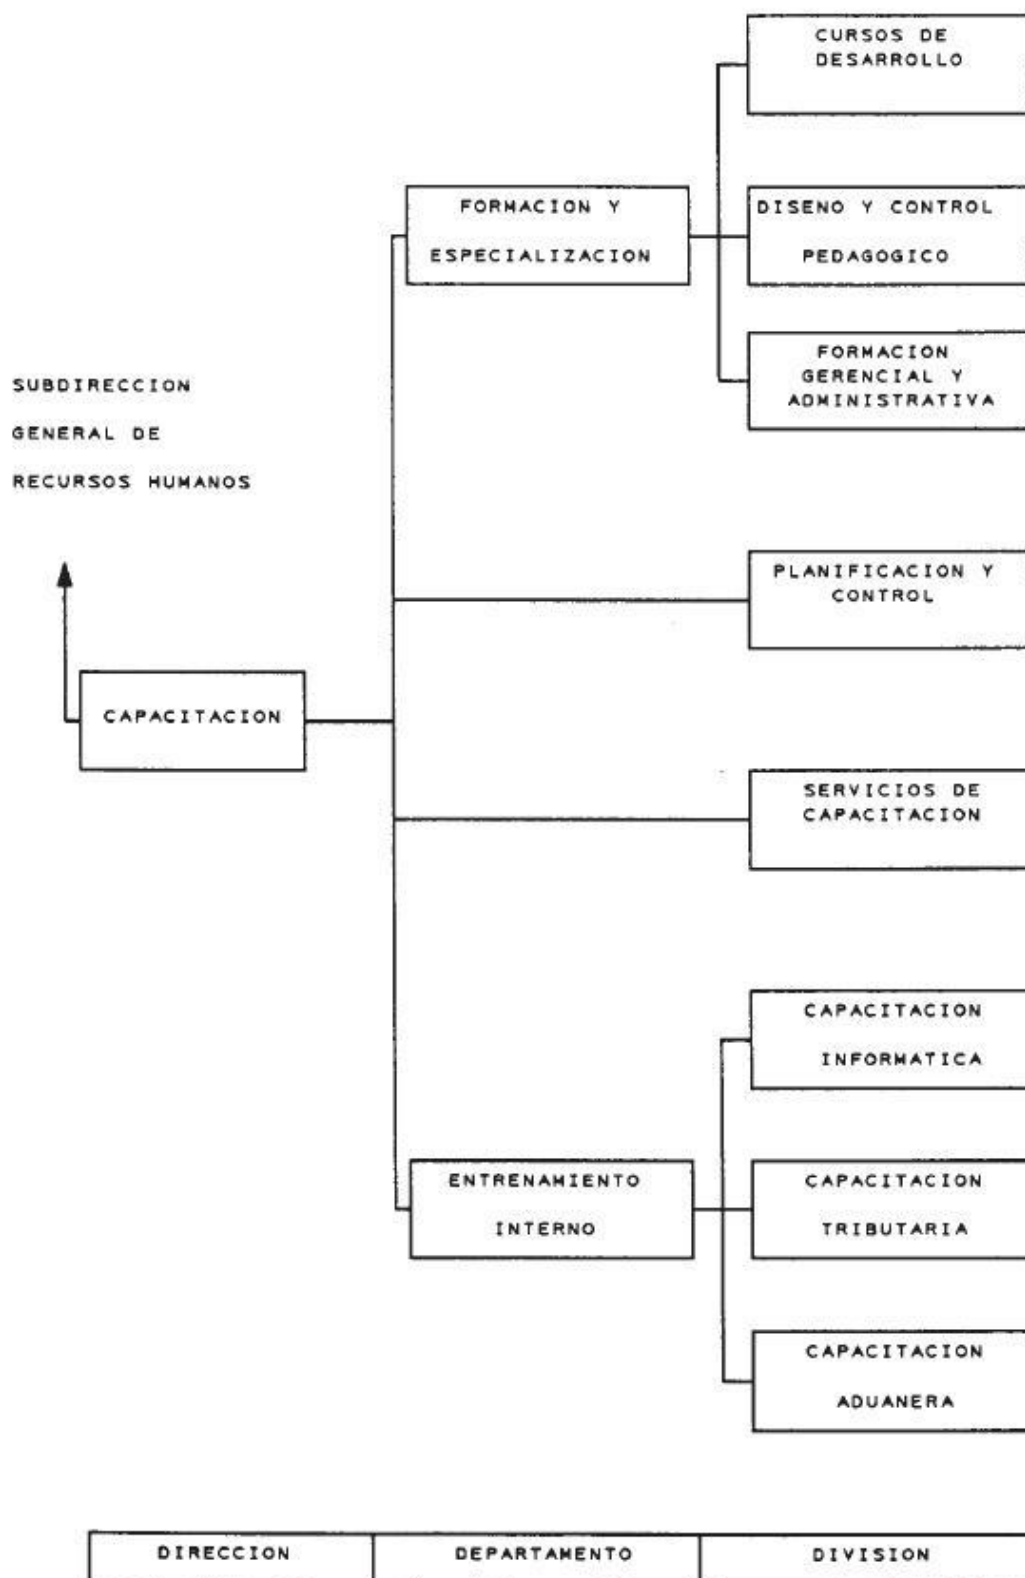 CURSOS DE
DESARROLLO
FORMACION Y
ESPECIALIZACION
DISENO Y CONTROL
PEDAGOGICO
FORMACION
GERENCIAL Y
ADMINISTRATIVA
SUBDIRECCION
GENERAL DE
RECURSOS HUMANOS
PLANIFICACION Y
CONTROL
CAPACITACION
SERVICIOS DE
CAPACITACION
CAPACITACION
INFORMATICA
ENTRENAMIENTO
INTERNO
CAPACITACION
TRIBUTARIA
CAPACITACION
ADUANERA
DIRECCION
DEPARTAMENTO
DIVISION